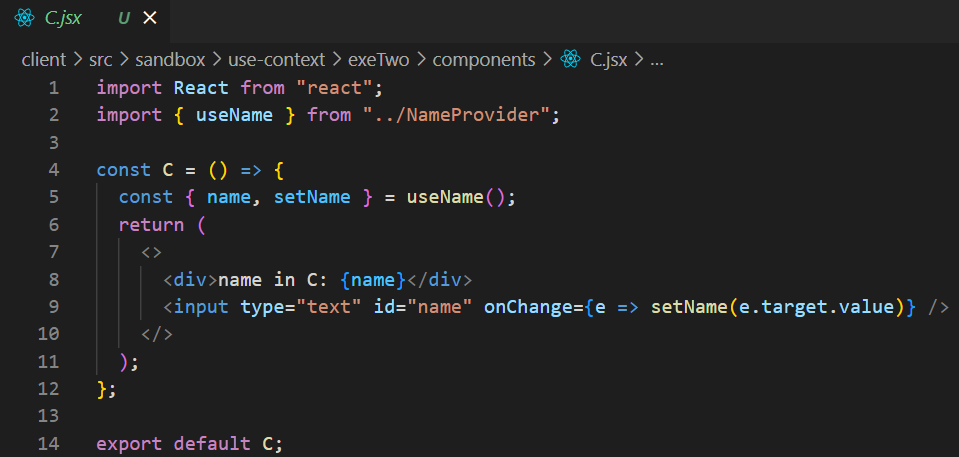 C.jsx U
client > src > sandbox > use-context > exeTwo > components > C.jsx > ...
1 import React from "react";
2 import { useName } from "../NameProvider";
3
4 const C = () => {
5 const { name, setName } = useName();
6 return (
7 <>
8 <div>name in C: {name}</div>
9 <input type="text" id="name" onChange={e => setName(e.target.value)} />
10 </>
11 );
12 };
13
14 export default C;